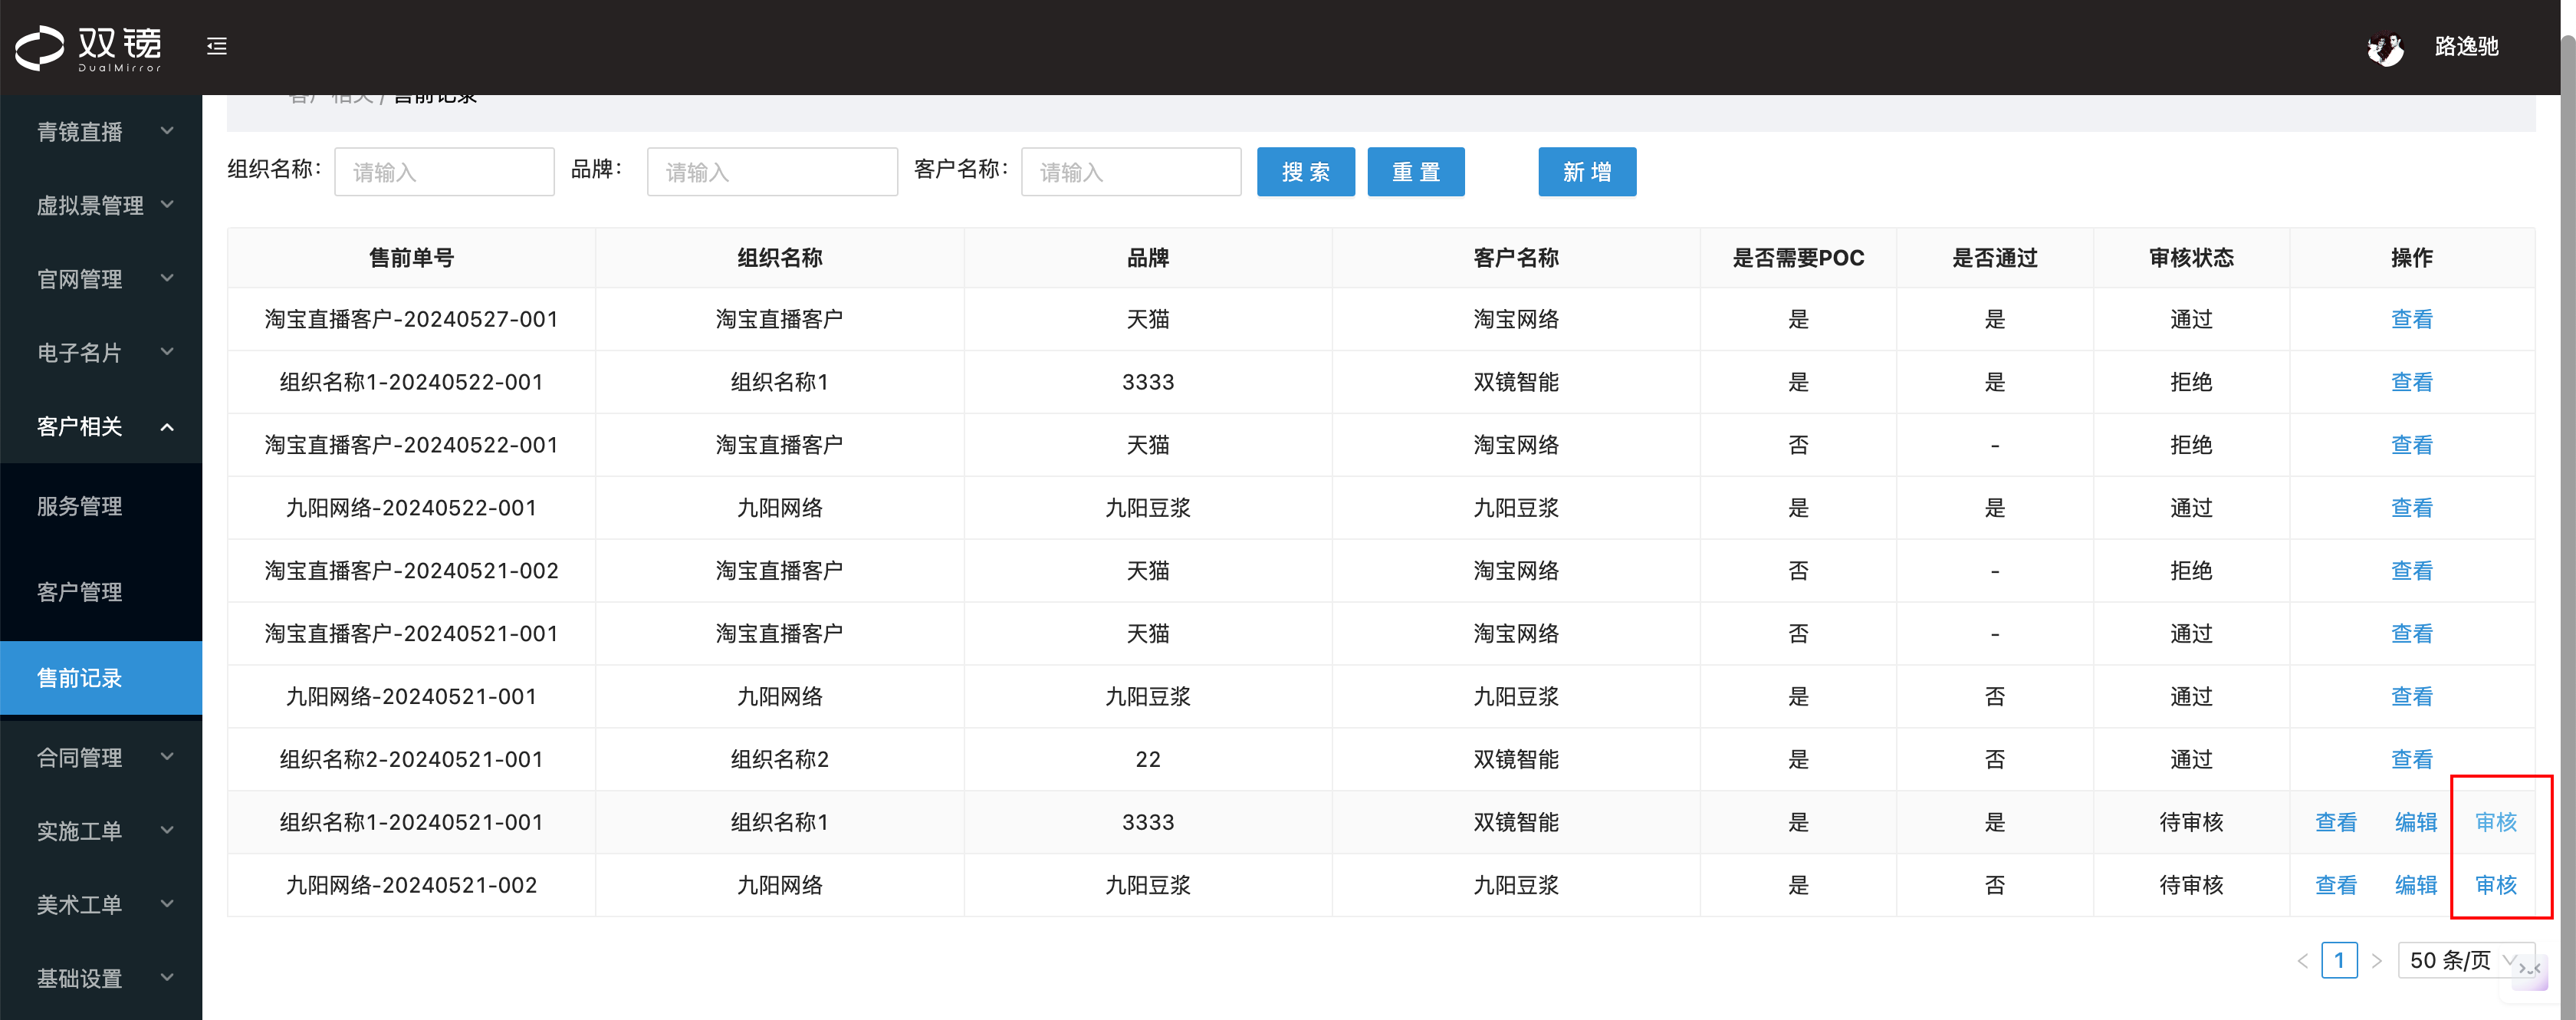 双镜
DualMirror
路逸驰
客户相关 / 售前记录
青镜直播
虚拟景管理
官网管理
电子名片
客户相关
服务管理
客户管理
售前记录
合同管理
实施工单
美术工单
基础设置
组织名称： 请输入 品牌： 请输入 客户名称： 请输入 搜 索 重 置 新 增
售前单号 组织名称 品牌 客户名称 是否需要POC 是否通过 审核状态 操作
淘宝直播客户-20240527-001 淘宝直播客户 天猫 淘宝网络 是 是 通过 查看
组织名称1-20240522-001 组织名称1 3333 双镜智能 是 是 拒绝 查看
淘宝直播客户-20240522-001 淘宝直播客户 天猫 淘宝网络 否 - 拒绝 查看
九阳网络-20240522-001 九阳网络 九阳豆浆 九阳豆浆 是 是 通过 查看
淘宝直播客户-20240521-002 淘宝直播客户 天猫 淘宝网络 否 - 拒绝 查看
淘宝直播客户-20240521-001 淘宝直播客户 天猫 淘宝网络 否 - 通过 查看
九阳网络-20240521-001 九阳网络 九阳豆浆 九阳豆浆 是 否 通过 查看
组织名称2-20240521-001 组织名称2 22 双镜智能 是 否 通过 查看
组织名称1-20240521-001 组织名称1 3333 双镜智能 是 是 待审核 查看 编辑 审核
九阳网络-20240521-002 九阳网络 九阳豆浆 九阳豆浆 是 否 待审核 查看 编辑 审核
1 50 条/页